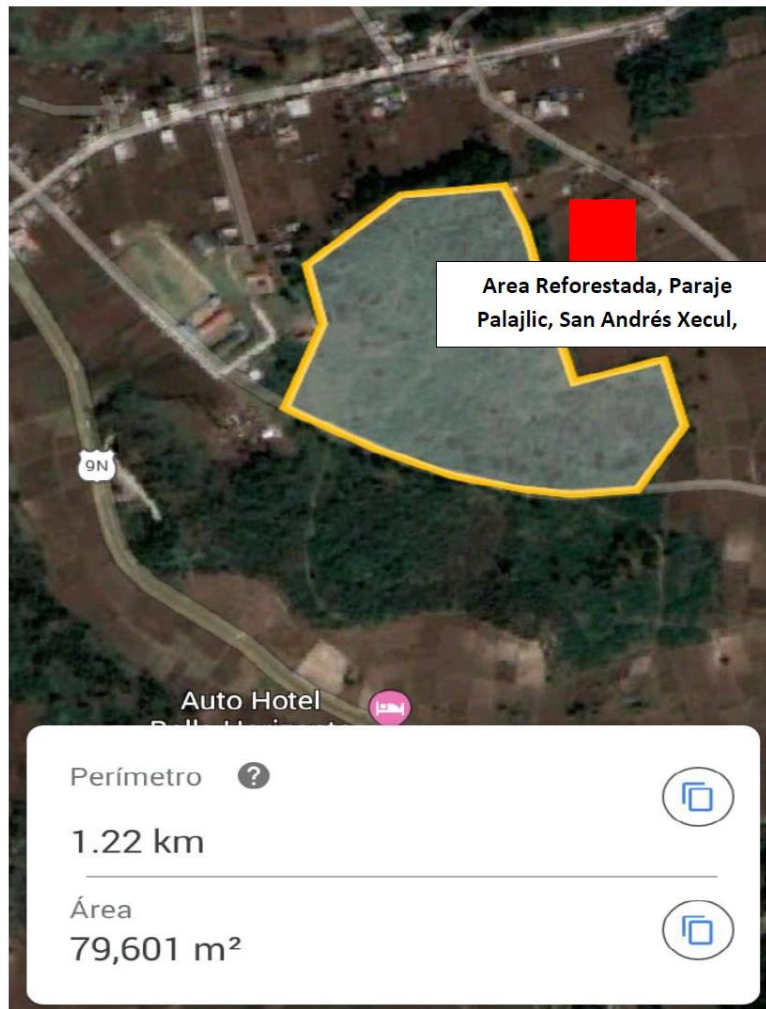 Area Reforestada, Paraje
Palajlic, San Andrés Xecul,
9N
Auto Hotel
Perímetro ?
1.22 km
Área
79,601 m²